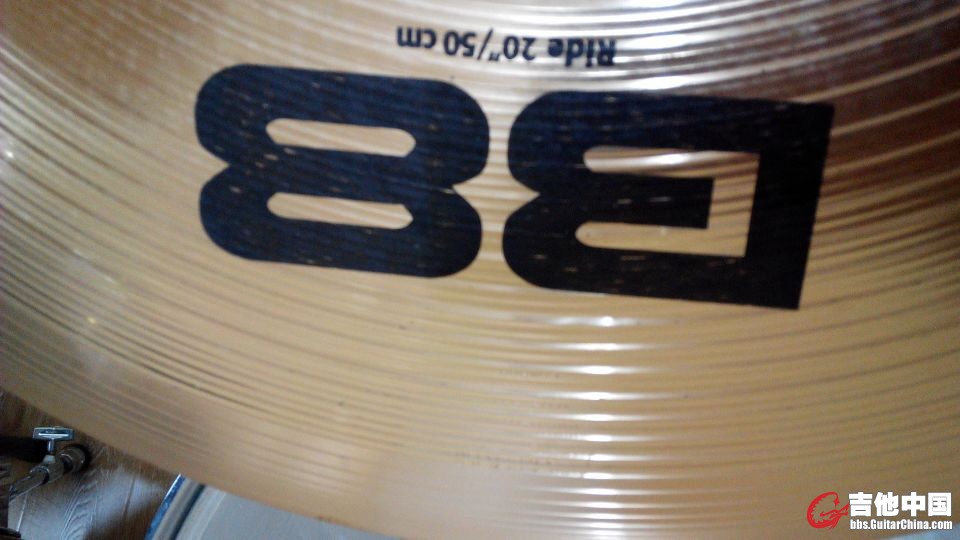 B8
Ride 20"/50 cm
吉他中国
bbs.GuitarChina.com